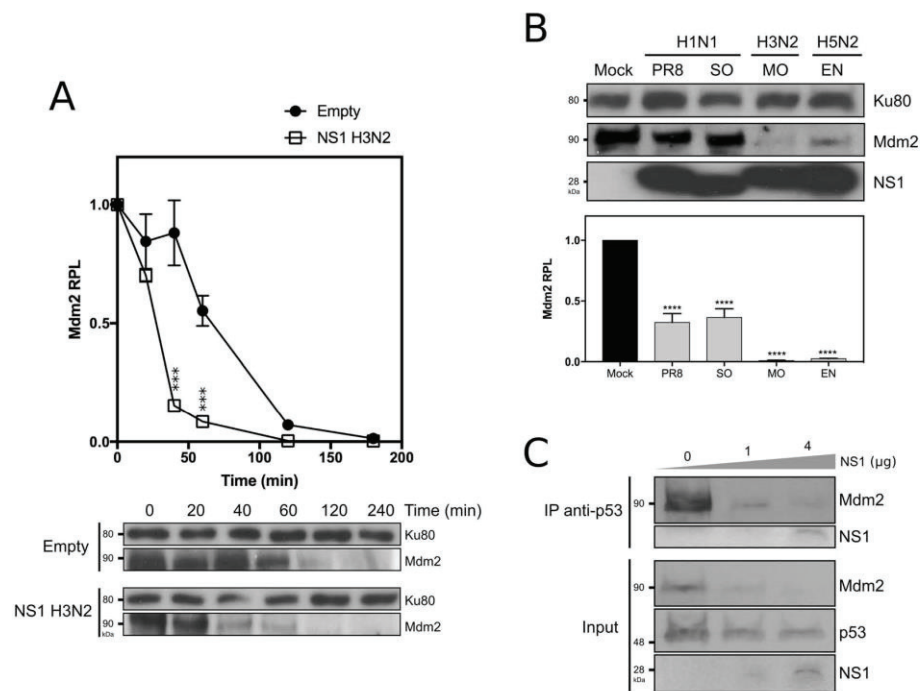 A
Empty
NS1 H3N2
Mdm2 RPL
1.0
0.5
0.0
***
***
0 50 100 150 200
Time (min)
0 20 40 60 120 240 Time (min)
Empty
80 Ku80
90 Mdm2
NS1 H3N2
80 Ku80
90 Mdm2
kDa
B
H1N1 H3N2 H5N2
Mock PR8 SO MO EN
80 Ku80
90 Mdm2
28 NS1
kDa
Mdm2 RPL
1.0
0.5
0.0
**** **** **** ****
Mock PR8 SO MO EN
C
0 1 4
NS1 (µg)
IP anti-p53
90 Mdm2
NS1
Input
90 Mdm2
p53
48
28 NS1
kDa